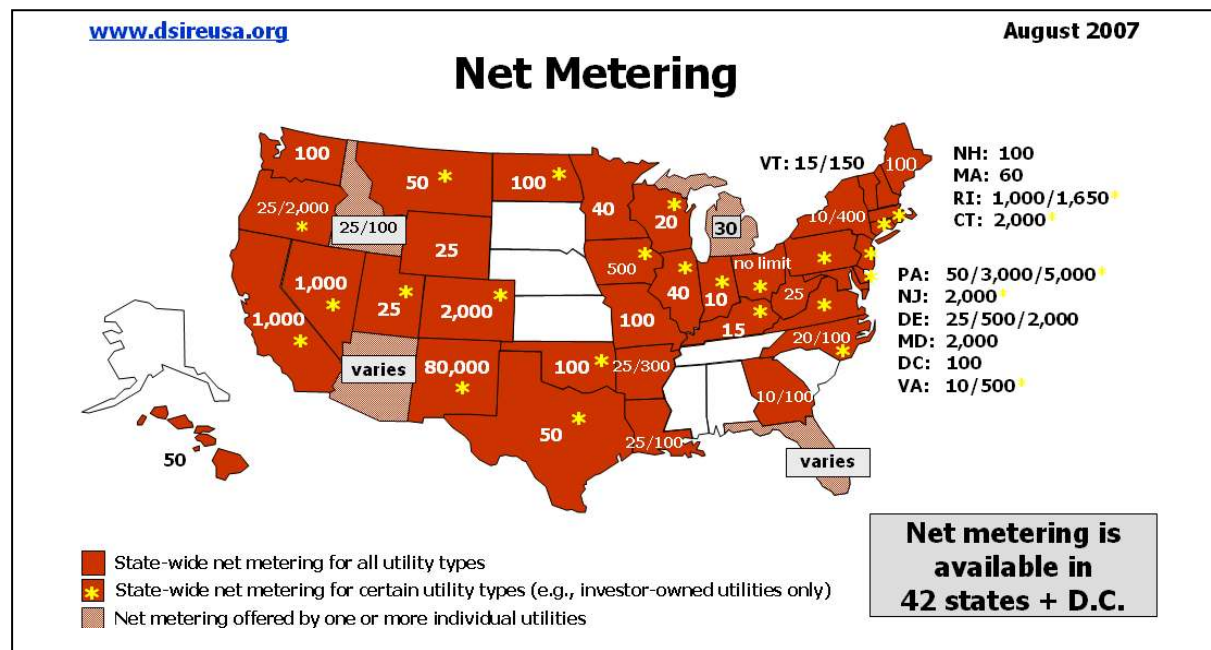 www.dsireusa.org
August 2007
Net Metering
100
50 *
100 *
40
20 *
VT: 15/150
100
NH: 100
MA: 60
RI: 1,000/1,650 *
CT: 2,000 *
25/2,000 *
25/100
25
10/400
30
500 *
no limit *
1,000 *
1,000 *
25 *
2,000 *
40 *
10 *
25
PA: 50/3,000/5,000 *
NJ: 2,000 *
DE: 25/500/2,000
MD: 2,000
DC: 100
VA: 10/500 *
100
15 *
20/100 *
varies
80,000 *
100 *
25/300
10/100
50 *
25/100
varies
50
Net metering is
available in
42 states + D.C.
State-wide net metering for all utility types
* State-wide net metering for certain utility types (e.g., investor-owned utilities only)
Net metering offered by one or more individual utilities